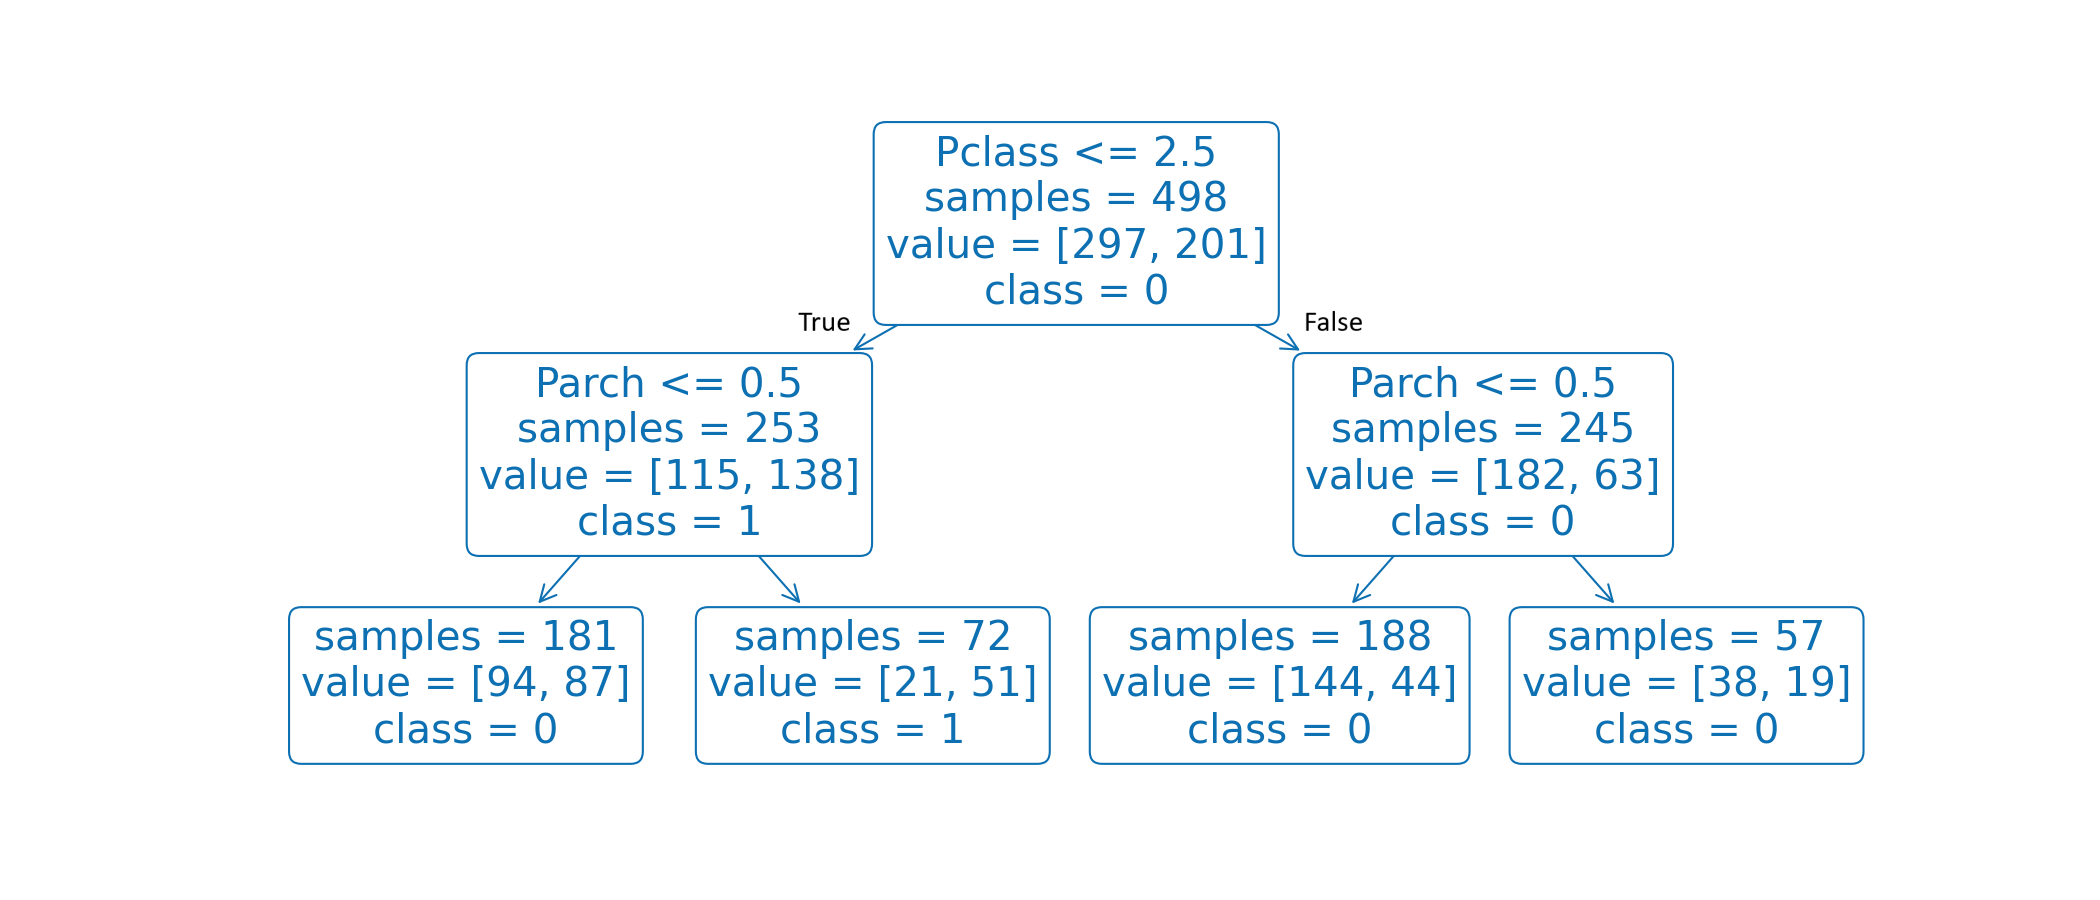 Pclass <= 2.5
samples = 498
value = [297, 201]
class = 0
True
False
Parch <= 0.5
samples = 253
value = [115, 138]
class = 1
Parch <= 0.5
samples = 245
value = [182, 63]
class = 0
samples = 181
value = [94, 87]
class = 0
samples = 72
value = [21, 51]
class = 1
samples = 188
value = [144, 44]
class = 0
samples = 57
value = [38, 19]
class = 0